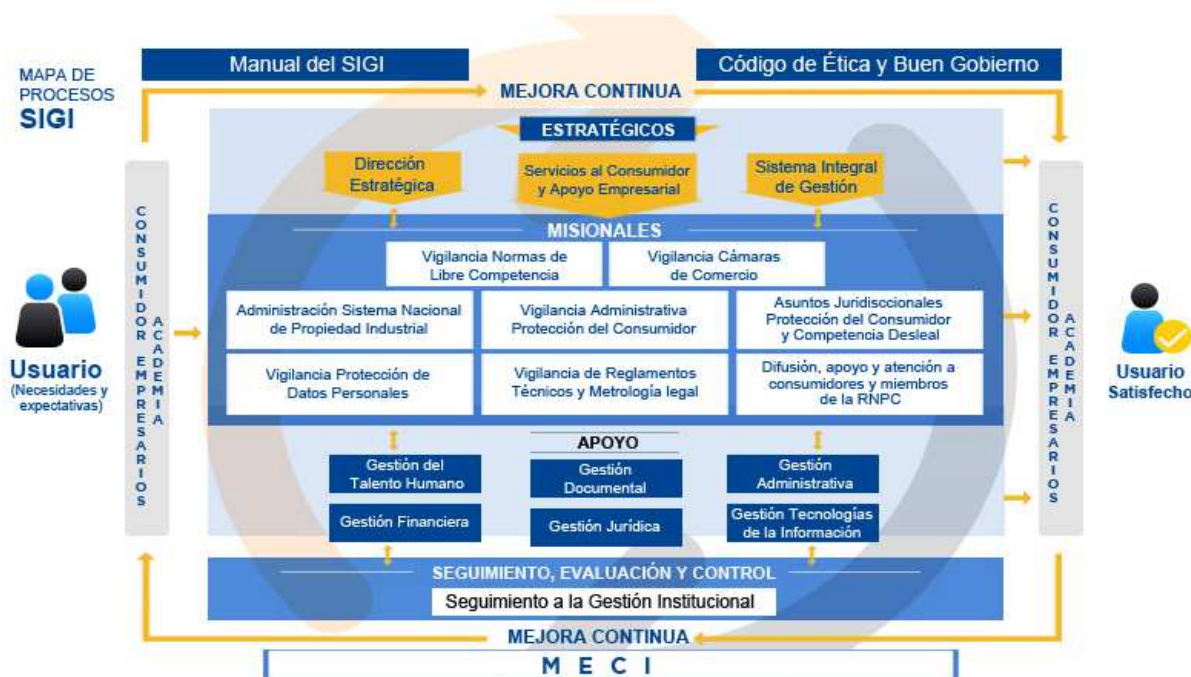 Manual del SIGI
Código de Ética y Buen Gobierno
MAPA DE
PROCESOS
SIGI
MEJORA CONTINUA
ESTRATÉGICOS
Dirección
Estratégica
Servicios al Consumidor
y Apoyo Empresarial
Sistema Integral
de Gestión
MISIONALES
Vigilancia Normas de
Libre Competencia
Vigilancia Cámaras
de Comercio
Administración Sistema Nacional
de Propiedad Industrial
Vigilancia Administrativa
Protección del Consumidor
Asuntos Juridisccionales
Protección del Consumidor
y Competencia Desleal
Vigilancia Protección de
Datos Personales
Vigilancia de Reglamentos
Técnicos y Metrología legal
Difusión, apoyo y atención a
consumidores y miembros
de la RNPC
Usuario
(Necesidades y
expectativas)
CONSUMIDOR EMPRESARIOS
ACADEMIA
CONSUMIDOR EMPRESARIOS
ACADEMIA
Usuario
Satisfecho
APOYO
Gestión del
Talento Humano
Gestión
Documental
Gestión
Administrativa
Gestión Financiera
Gestión Jurídica
Gestión Tecnologías
de la Información
SEGUIMIENTO, EVALUACIÓN Y CONTROL
Seguimiento a la Gestión Institucional
MEJORA CONTINUA
M E C I